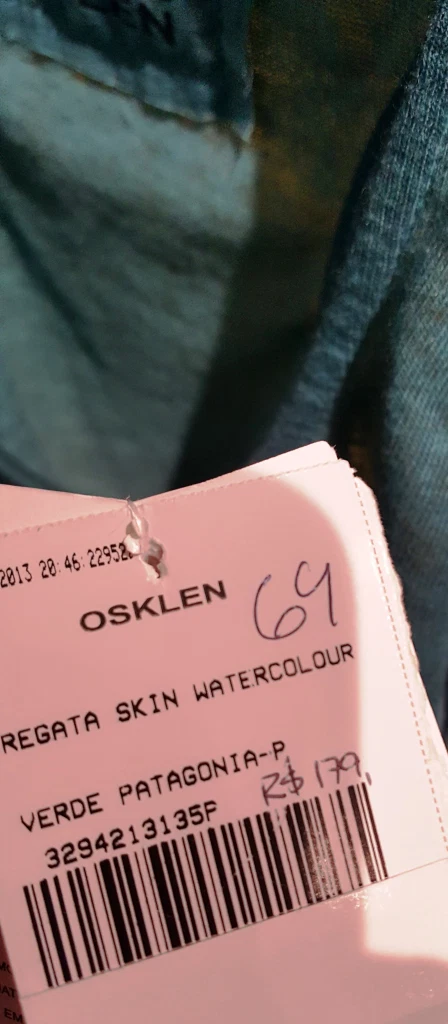 2013 20:46:22952
OSKLEN
69
REGATA SKIN WATERCOLOUR
VERDE PATAGONIA-P
R$ 179,
3294213135P